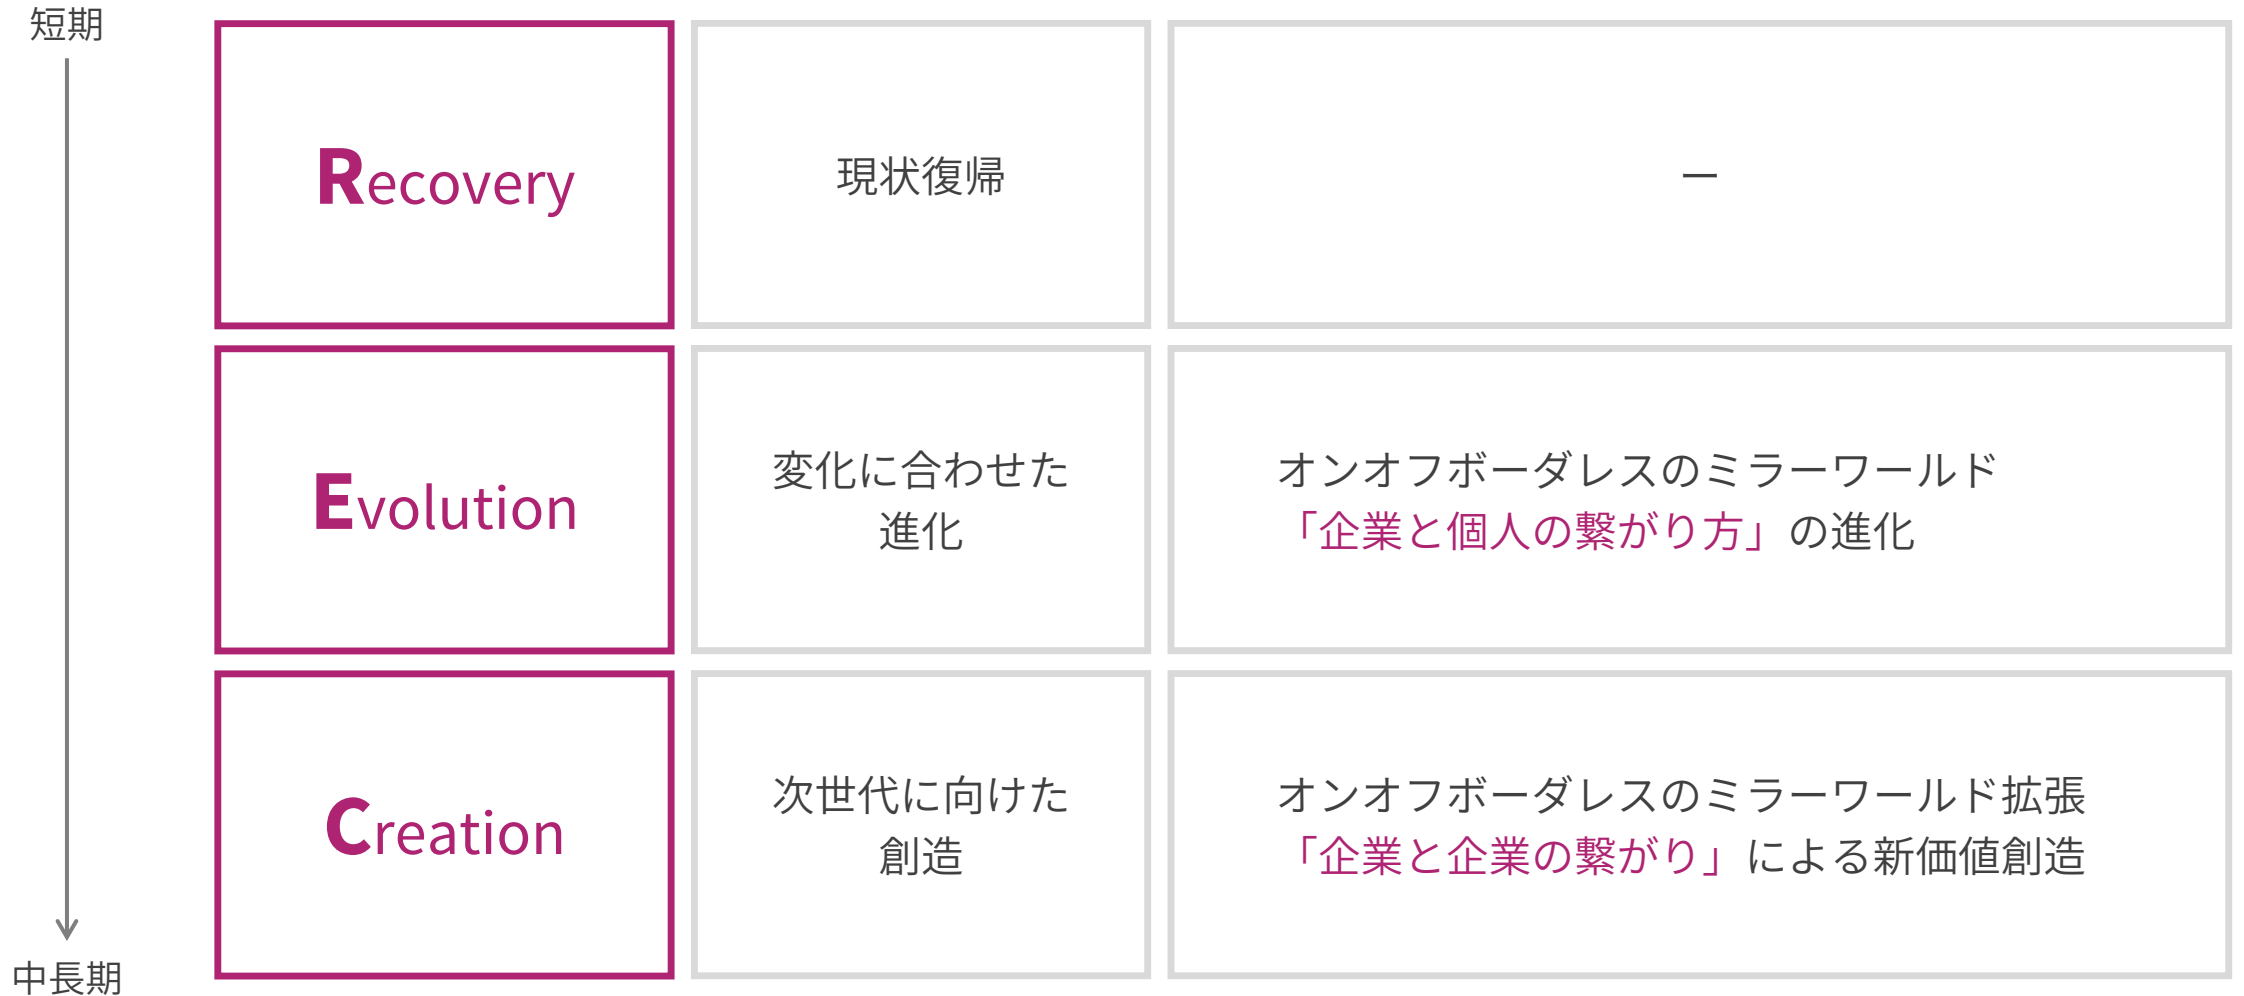 短期
Recovery
現状復帰
ー
Evolution
変化に合わせた
進化
オンオフボーダレスのミラーワールド
「企業と個人の繋がり方」の進化
Creation
次世代に向けた
創造
オンオフボーダレスのミラーワールド拡張
「企業と企業の繋がり」による新価値創造
中長期